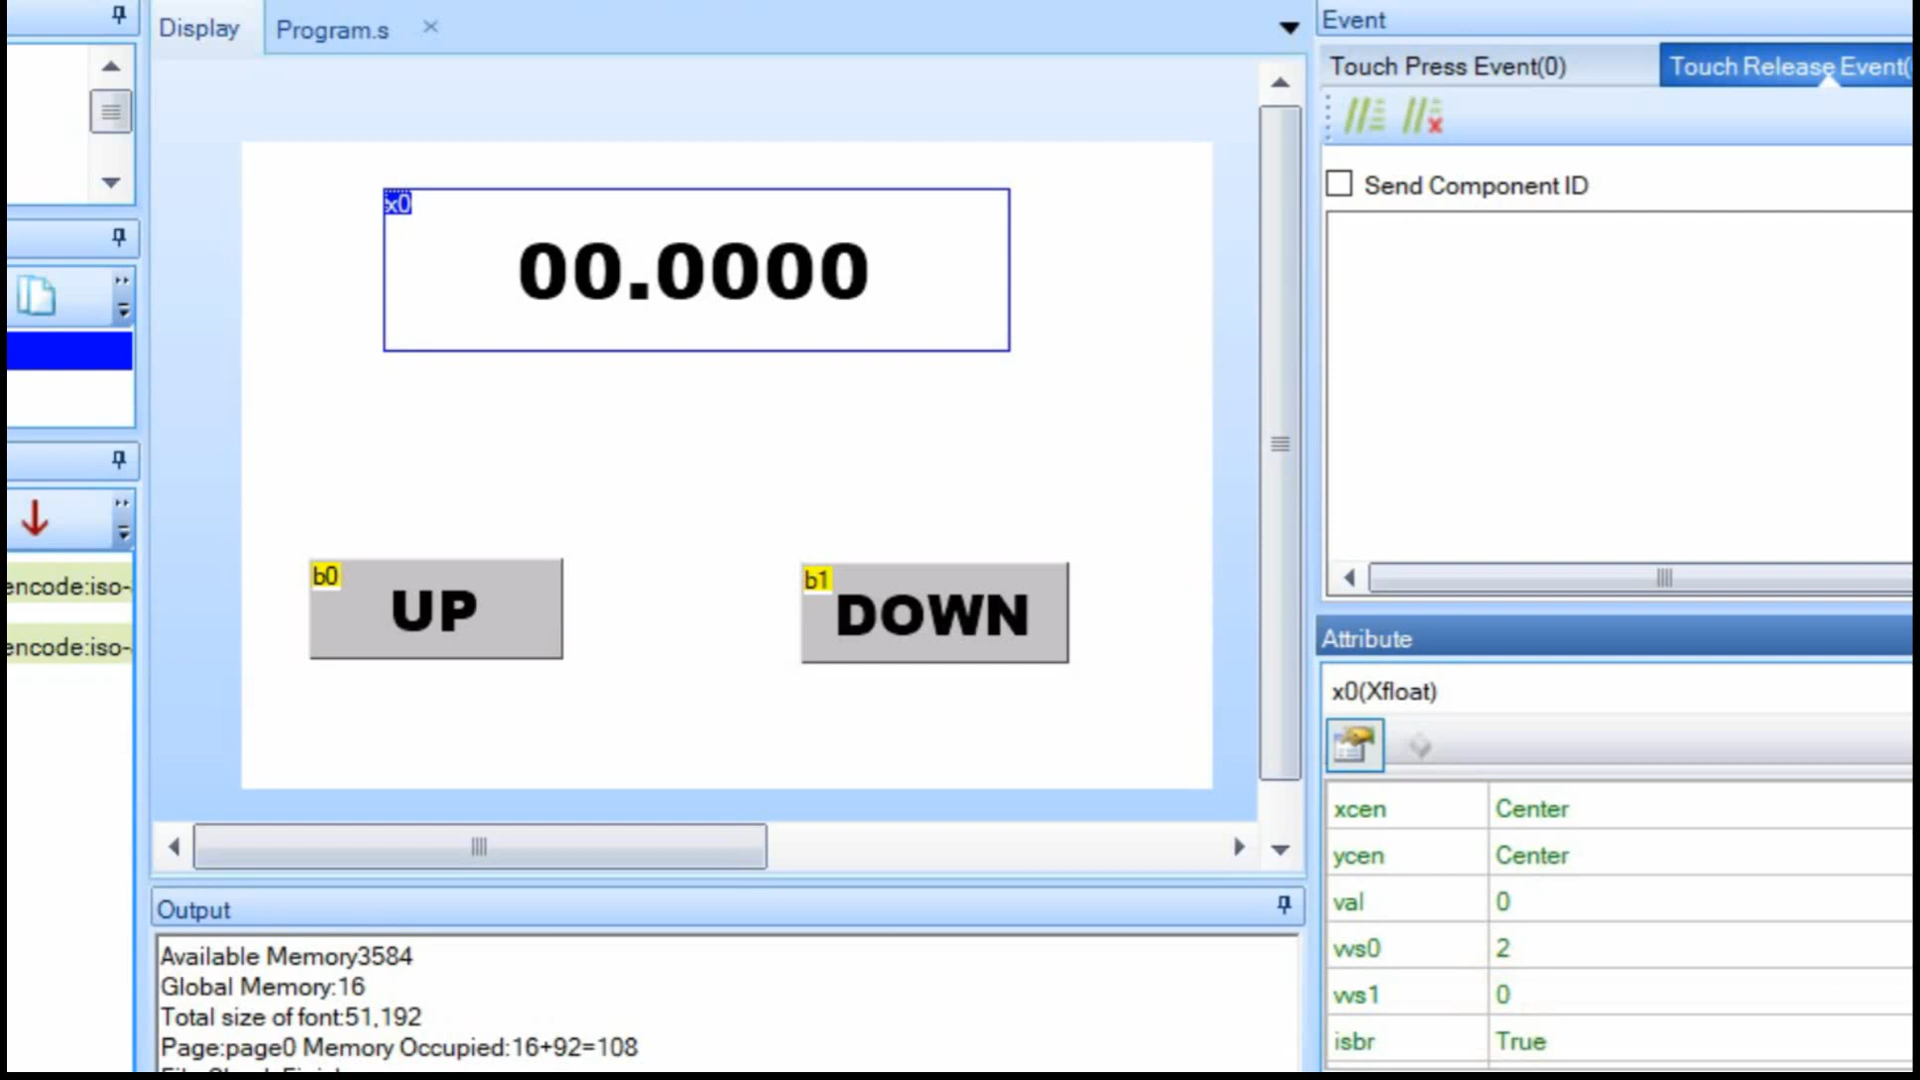 Display
Program.s
x0
00.0000
b0
UP
b1
DOWN
encode:iso-
encode:iso-
Output
Available Memory3584
Global Memory:16
Total size of font:51,192
Page:page0 Memory Occupied:16+92=108
Event
Touch Press Event(0)
Touch Release Event(
Send Component ID
Attribute
x0(Xfloat)
xcen Center
ycen Center
val 0
vvs0 2
vvs1 0
isbr True